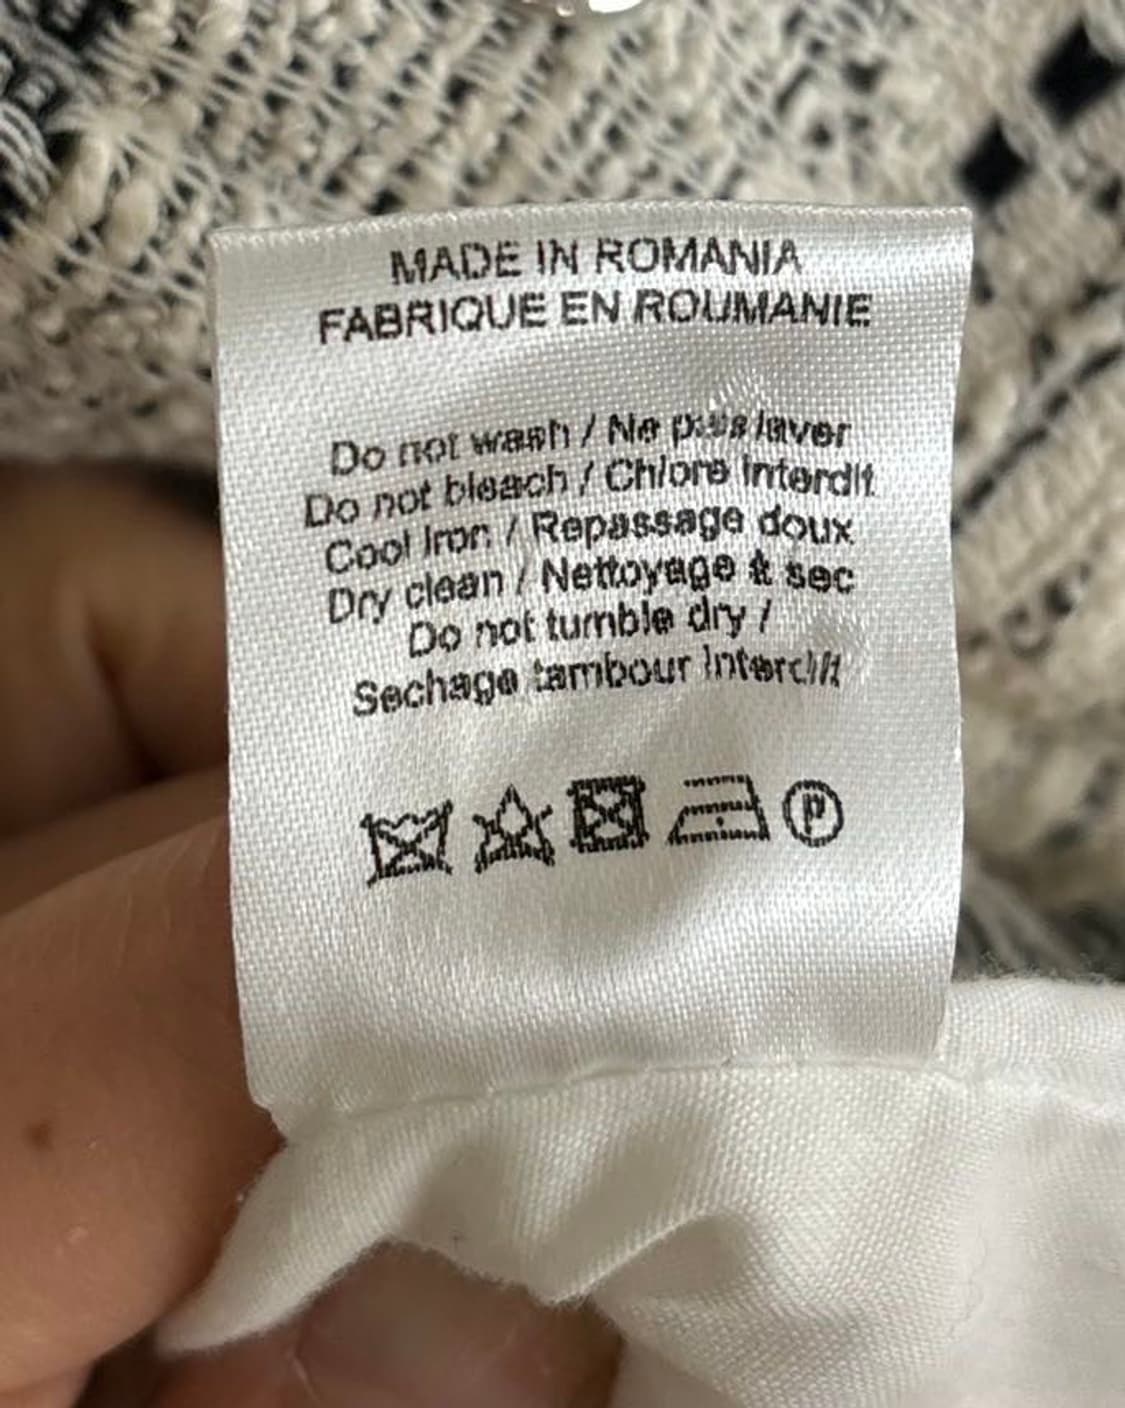 MADE IN ROMANIA
FABRIQUE EN ROUMANIE
Do not wash / Ne pas laver
Do not bleach / Chlore Interdit
Cool Iron / Repassage doux
Dry clean / Nettoyage à sec
Do not tumble dry /
Sechage tambour Interdit
P